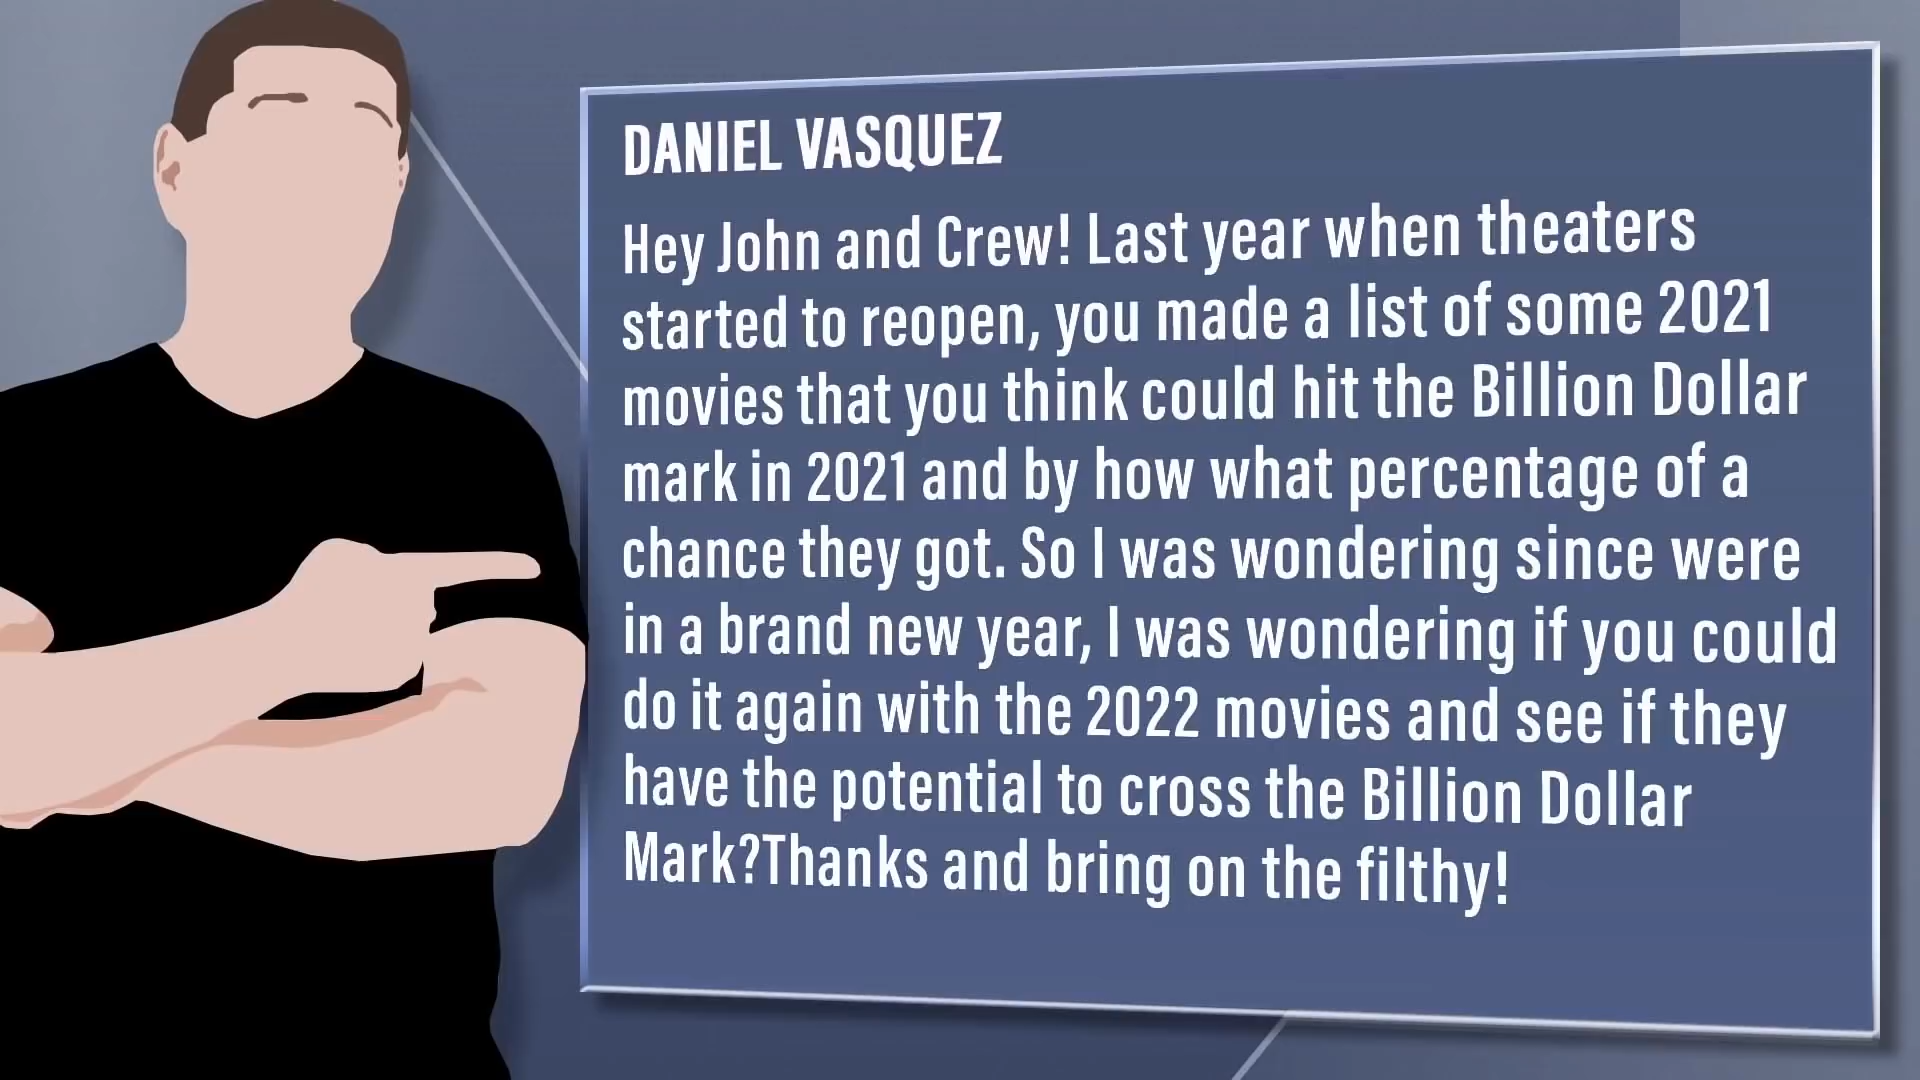 DANIEL VASQUEZ
Hey John and Crew! Last year when theaters
started to reopen, you made a list of some 2021
movies that you think could hit the Billion Dollar
mark in 2021 and by how what percentage of a
chance they got. So I was wondering since were
in a brand new year, I was wondering if you could
do it again with the 2022 movies and see if they
have the potential to cross the Billion Dollar
Mark?Thanks and bring on the filthy!